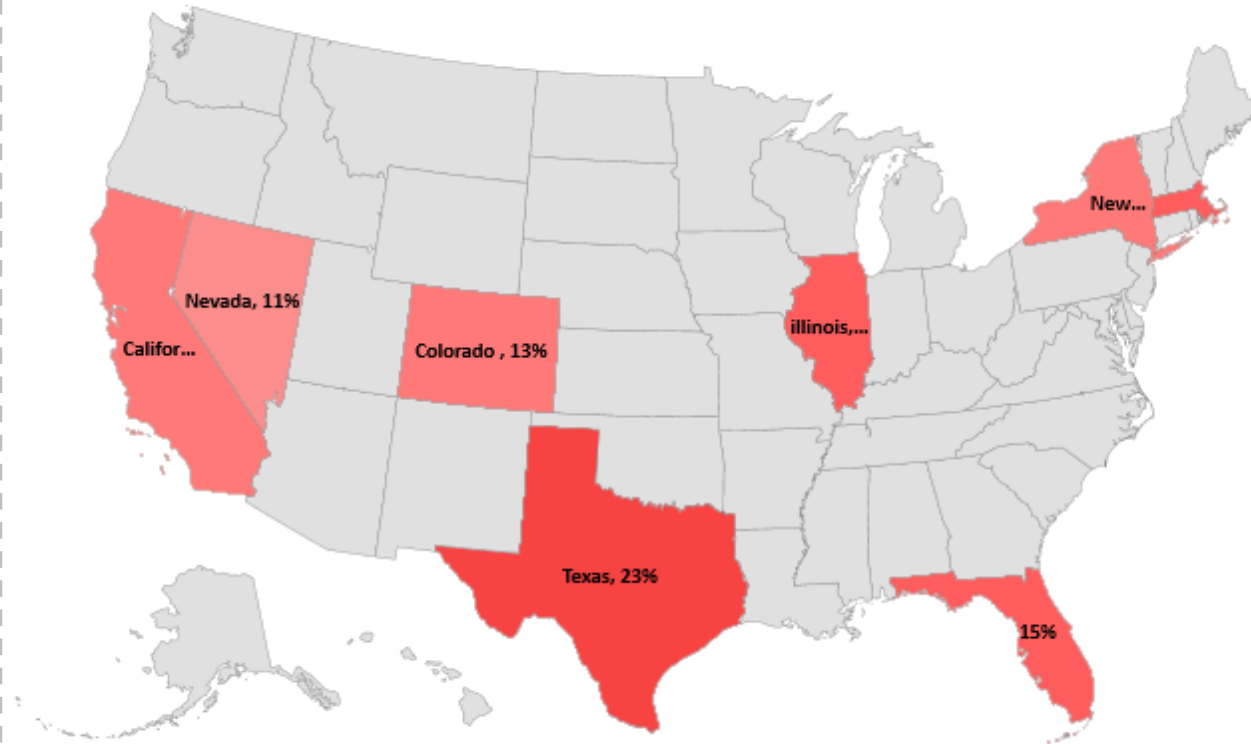 New...
Nevada, 11%
illinois,...
Califor...
Colorado , 13%
Texas, 23%
15%